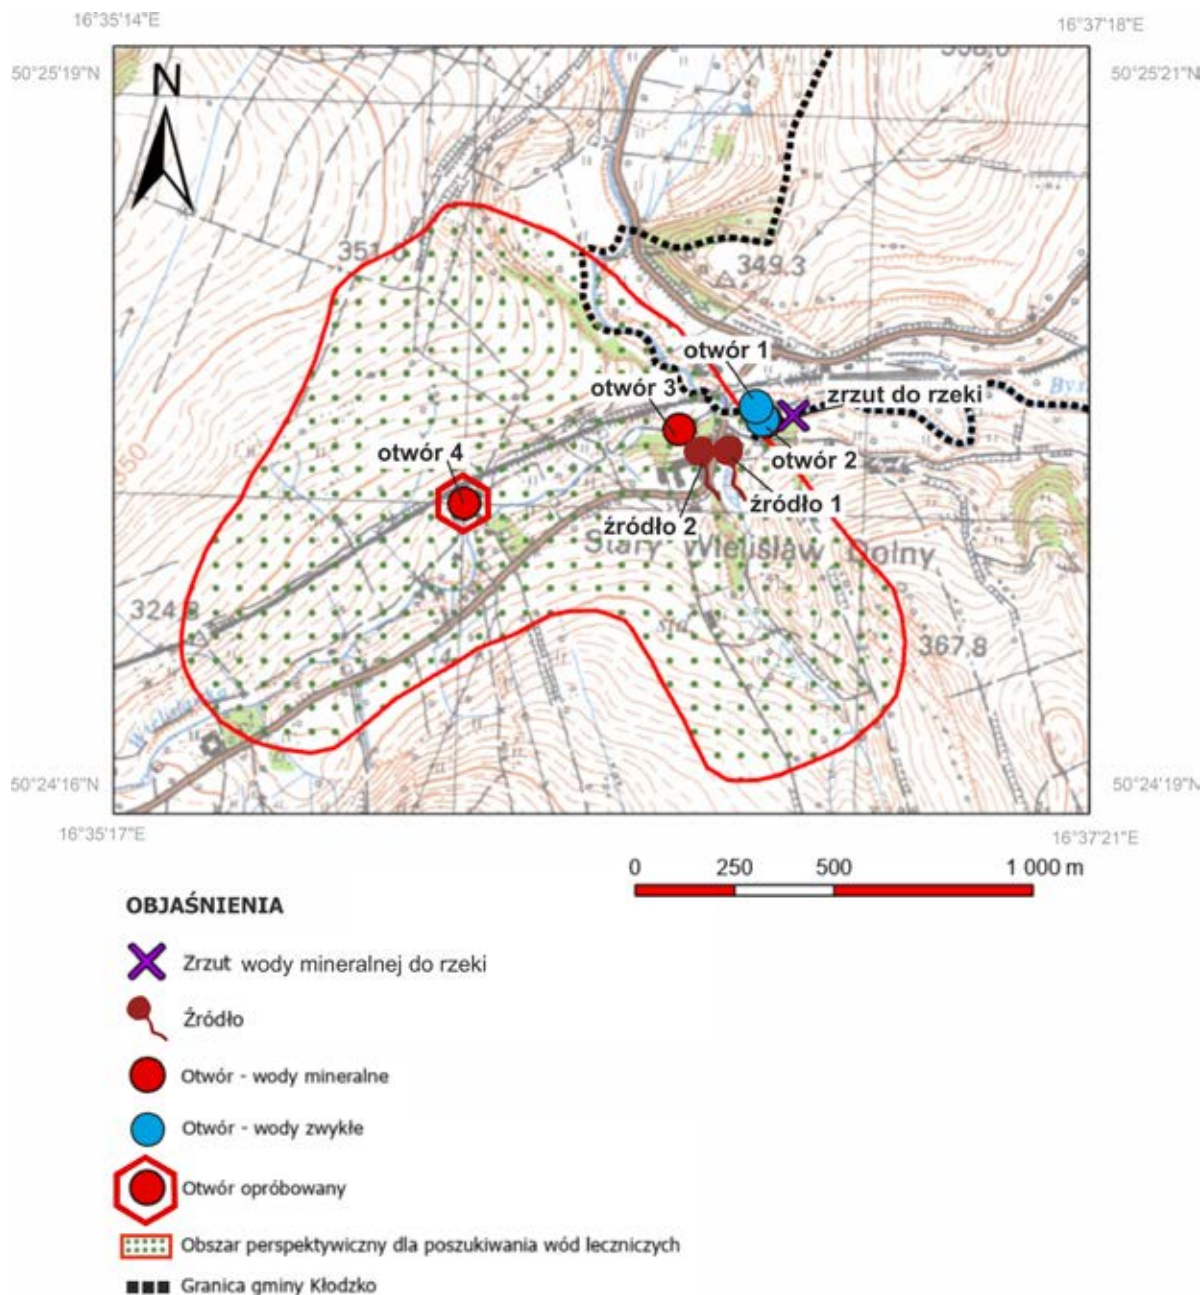 16°35'14"E
16°37'18"E
50°25'19"N
50°25'21"N
N
349.3
otwór 1
otwór 3
zrzut do rzeki
otwór 4
otwór 2
źródło 1
źródło 2
Stary Wielisław Dolny
367,8
50°24'16"N
50°24'19"N
16°35'17"E
16°37'21"E
0 250 500 1 000 m
OBJAŚNIENIA
Zrzut wody mineralnej do rzeki
Źródło
Otwór - wody mineralne
Otwór - wody zwykłe
Otwór opróbowany
Obszar perspektywiczny dla poszukiwania wód leczniczych
Granica gminy Kłodzko